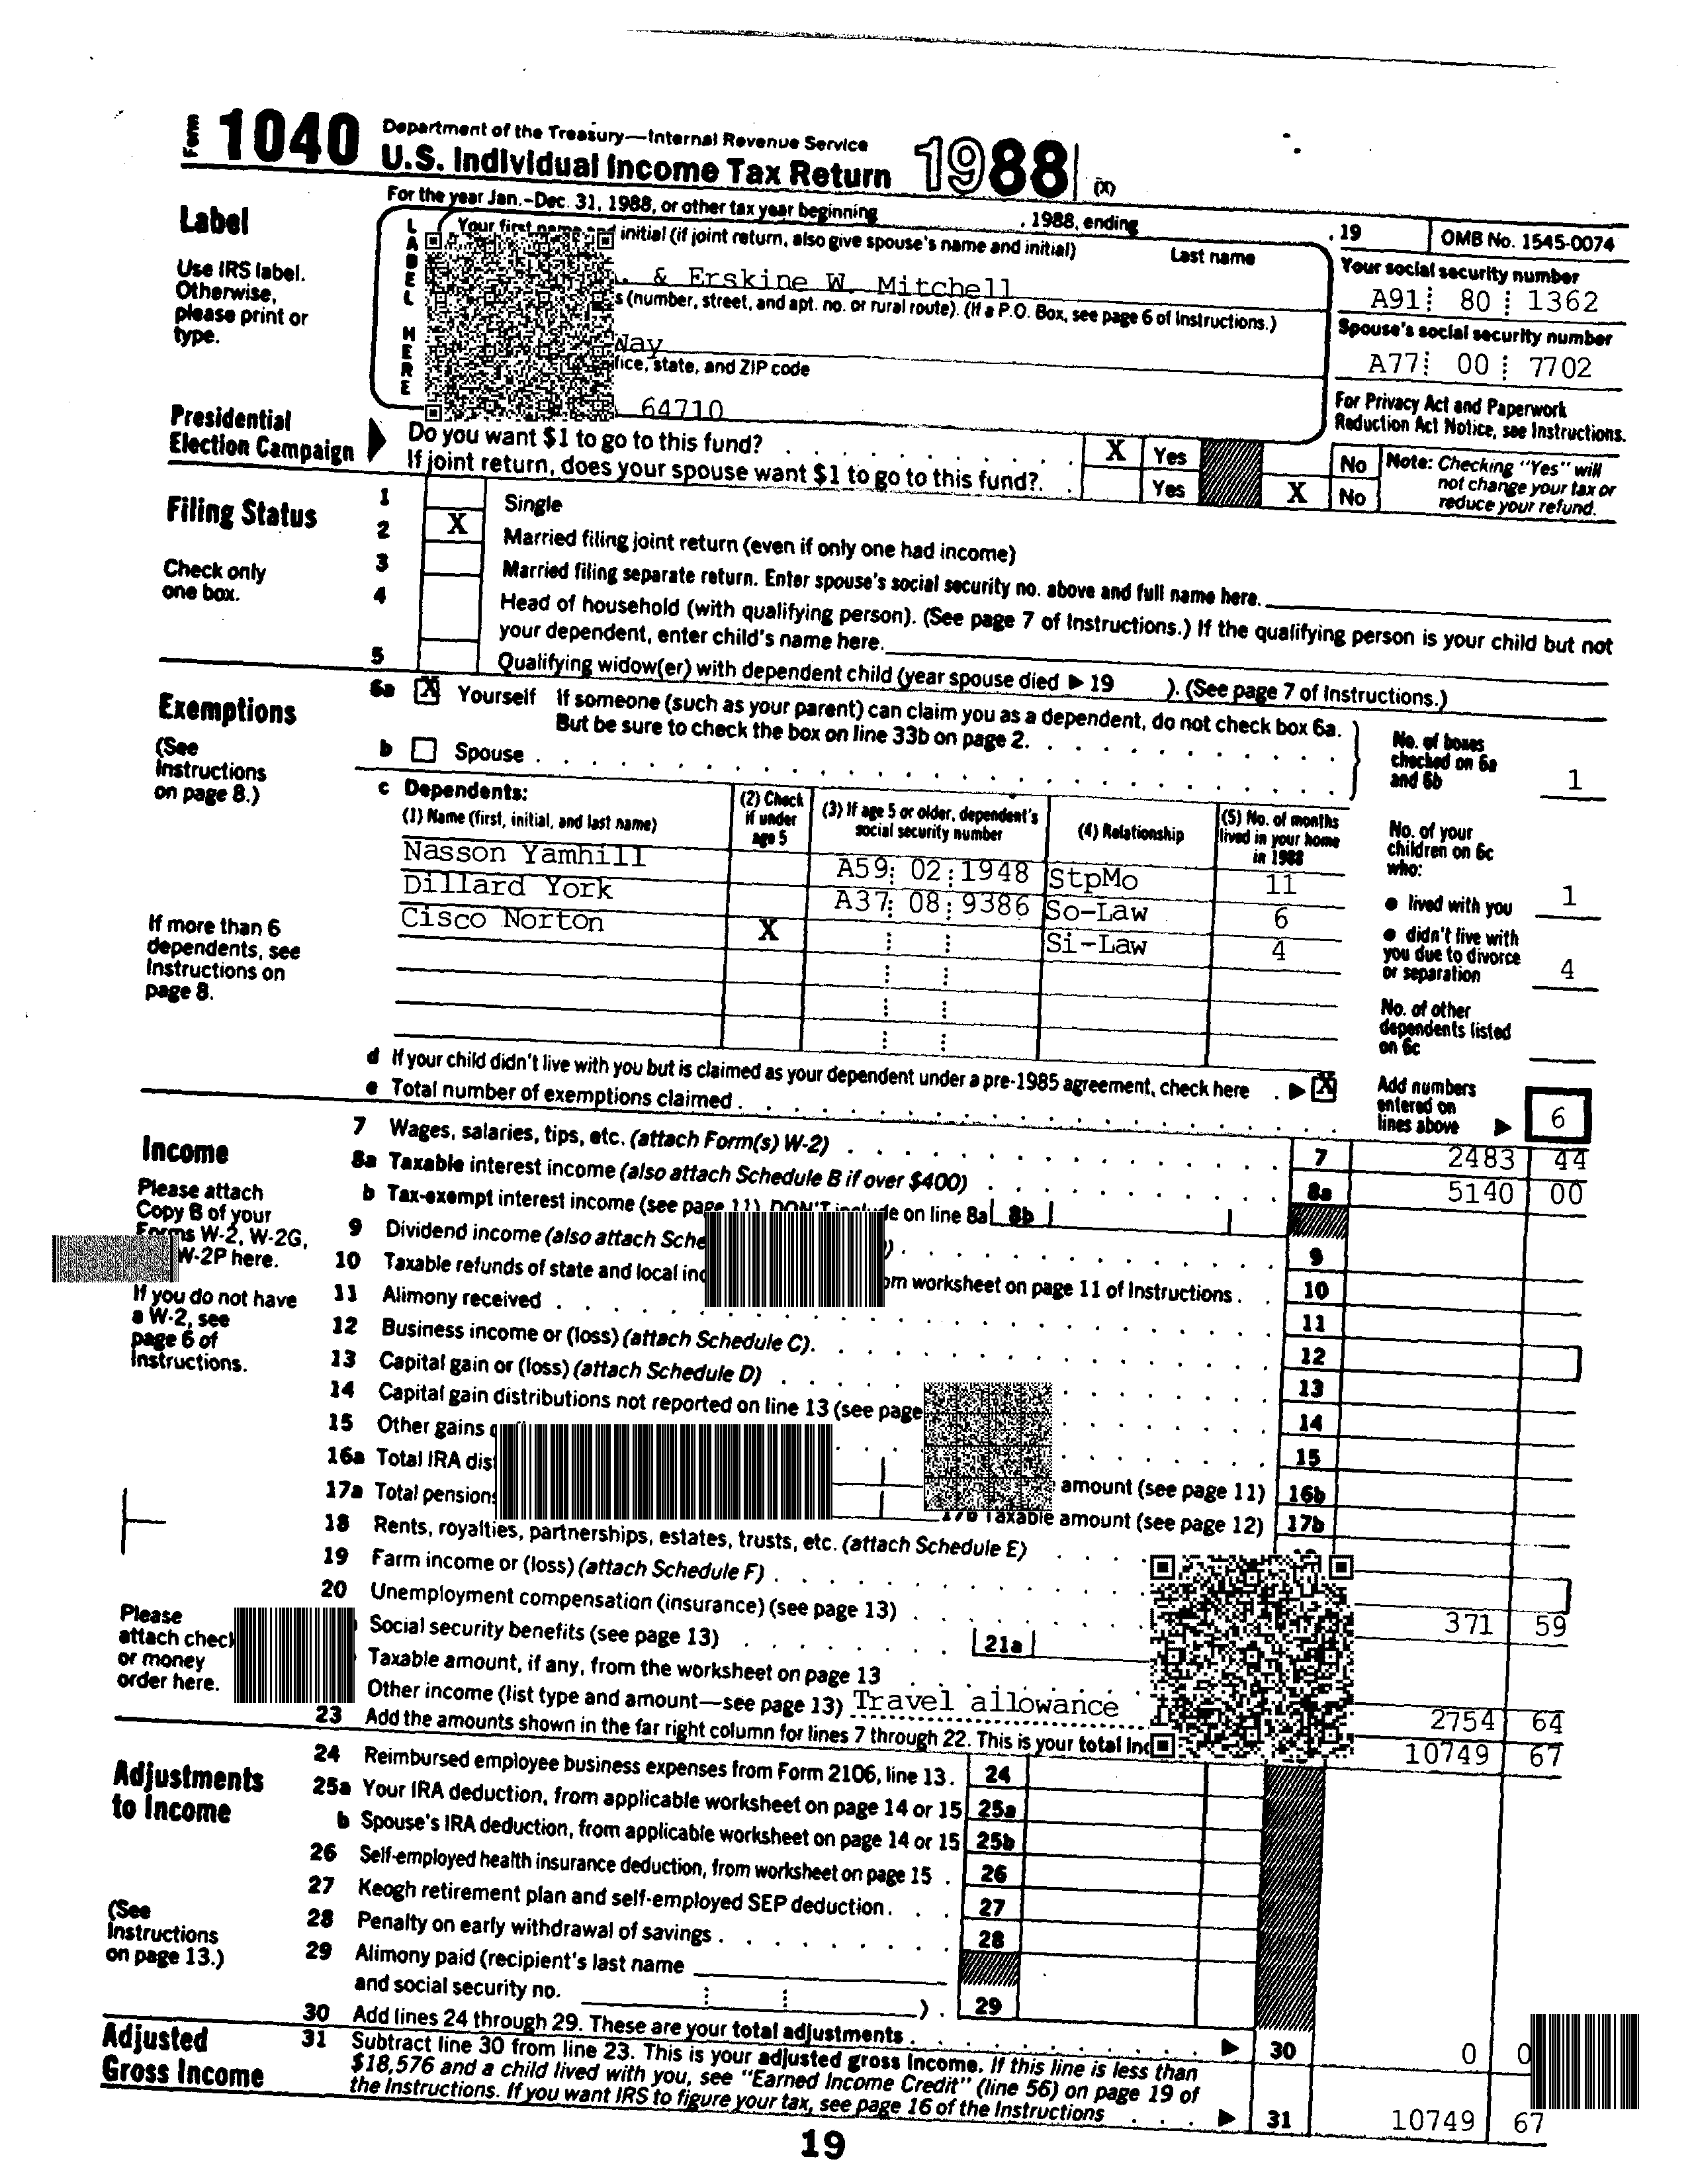 Form 1040 Department of the Treasury—Internal Revenue Service
U.S. Individual Income Tax Return 1988 (X)
For the year Jan.-Dec. 31, 1988, or other tax year beginning , 1988, ending , 19 OMB No. 1545-0074
Label
Use IRS label.
Otherwise,
please print or
type.
LABEL HERE
Your first name and initial (if joint return, also give spouse's name and initial) Last name
& Erskine W. Mitchell
(number, street, and apt. no. or rural route). (If a P.O. Box, see page 6 of Instructions.)
Way
state, and ZIP code
64710
Your social security number
A91 80 1362
Spouse's social security number
A77 00 7702
For Privacy Act and Paperwork
Reduction Act Notice, see Instructions.
Presidential
Election Campaign
Do you want $1 to go to this fund? X Yes No
If joint return, does your spouse want $1 to go to this fund? Yes X No
Note: Checking "Yes" will
not change your tax or
reduce your refund.
Filing Status
Check only
one box.
1 Single
2 X Married filing joint return (even if only one had income)
3 Married filing separate return. Enter spouse's social security no. above and full name here.
4 Head of household (with qualifying person). (See page 7 of Instructions.) If the qualifying person is your child but not
your dependent, enter child's name here.
5 Qualifying widow(er) with dependent child (year spouse died ▶ 19 ). (See page 7 of Instructions.)
Exemptions
(See
Instructions
on page 8.)
6a X Yourself If someone (such as your parent) can claim you as a dependent, do not check box 6a.
But be sure to check the box on line 33b on page 2.
b Spouse
No. of boxes
checked on 6a
and 6b 1
c Dependents:
(1) Name (first, initial, and last name)
(2) Check
if under
age 5
(3) If age 5 or older, dependent's
social security number
(4) Relationship
(5) No. of months
lived in your home
in 1988
Nasson Yamhill A59 02 1948 StpMo 11
Dillard York A37 08 9386 So-Law 6
Cisco Norton X Si-Law 4
If more than 6
dependents, see
Instructions on
page 8.
No. of your
children on 6c
who:
● lived with you 1
● didn't live with
you due to divorce
or separation 4
No. of other
dependents listed
on 6c
d If your child didn't live with you but is claimed as your dependent under a pre-1985 agreement, check here ▶ X
e Total number of exemptions claimed
Add numbers
entered on
lines above ▶ 6
Income
Please attach
Copy B of your
Forms W-2, W-2G,
W-2P here.
If you do not have
a W-2, see
page 6 of
Instructions.
7 Wages, salaries, tips, etc. (attach Form(s) W-2) 7 2483 44
8a Taxable interest income (also attach Schedule B if over $400) 8a 5140 00
b Tax-exempt interest income (see page 11). DON'T include on line 8a 8b
9 Dividend income (also attach 9
10 Taxable refunds of state and local worksheet on page 11 of Instructions 10
11 Alimony received 11
12 Business income or (loss) (attach Schedule C) 12
13 Capital gain or (loss) (attach Schedule D) 13
14 Capital gain distributions not reported on line 13 (see page 14
15 Other gains 15
16a Total IRA amount (see page 11) 16b
17a Total pensions 17b Taxable amount (see page 12) 17b
18 Rents, royalties, partnerships, estates, trusts, etc. (attach Schedule E)
19 Farm income or (loss) (attach Schedule F)
20 Unemployment compensation (insurance) (see page 13) 371 59
Social security benefits (see page 13) 21a
Taxable amount, if any, from the worksheet on page 13
Other income (list type and amount—see page 13) Travel allowance 2754 64
23 Add the amounts shown in the far right column for lines 7 through 22. This is your total 10749 67
Please
attach check
or money
order here.
Adjustments
to Income
(See
Instructions
on page 13.)
24 Reimbursed employee business expenses from Form 2106, line 13. 24
25a Your IRA deduction, from applicable worksheet on page 14 or 15 25a
b Spouse's IRA deduction, from applicable worksheet on page 14 or 15 25b
26 Self-employed health insurance deduction, from worksheet on page 15 26
27 Keogh retirement plan and self-employed SEP deduction 27
28 Penalty on early withdrawal of savings 28
29 Alimony paid (recipient's last name
and social security no. ). 29
30 Add lines 24 through 29. These are your total adjustments ▶ 30 0 0
Adjusted
Gross Income
31 Subtract line 30 from line 23. This is your adjusted gross income. If this line is less than
$18,576 and a child lived with you, see "Earned Income Credit" (line 56) on page 19 of
the Instructions. If you want IRS to figure your tax, see page 16 of the Instructions ▶ 31 10749 67
19